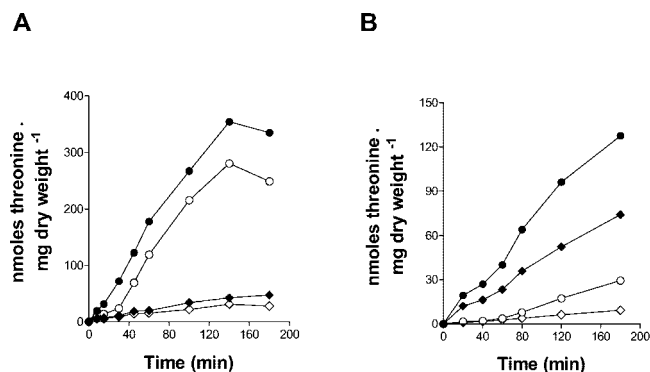 A
B
nmoles threonine .
mg dry weight -1
400
300
200
100
0
0 40 80 120 160 200
Time (min)
nmoles threonine .
mg dry weight -1
150
120
90
60
30
0
0 40 80 120 160 200
Time (min)